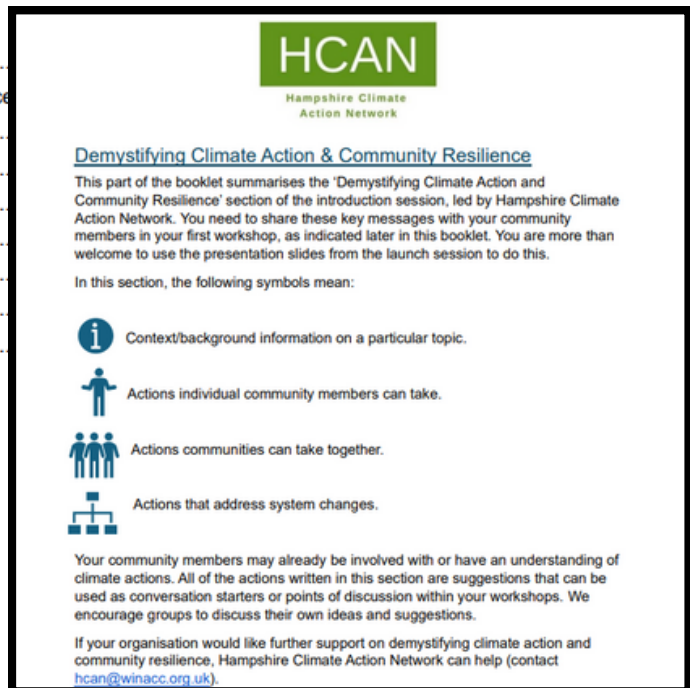 HCAN
Hampshire Climate
Action Network
Demystifying Climate Action & Community Resilience
This part of the booklet summarises the 'Demystifying Climate Action and
Community Resilience' section of the introduction session, led by Hampshire Climate
Action Network. You need to share these key messages with your community
members in your first workshop, as indicated later in this booklet. You are more than
welcome to use the presentation slides from the launch session to do this.
In this section, the following symbols mean:
Context/background information on a particular topic.
Actions individual community members can take.
Actions communities can take together.
Actions that address system changes.
Your community members may already be involved with or have an understanding of
climate actions. All of the actions written in this section are suggestions that can be
used as conversation starters or points of discussion within your workshops. We
encourage groups to discuss their own ideas and suggestions.
If your organisation would like further support on demystifying climate action and
community resilience, Hampshire Climate Action Network can help (contact
hcan@winacc.org.uk).